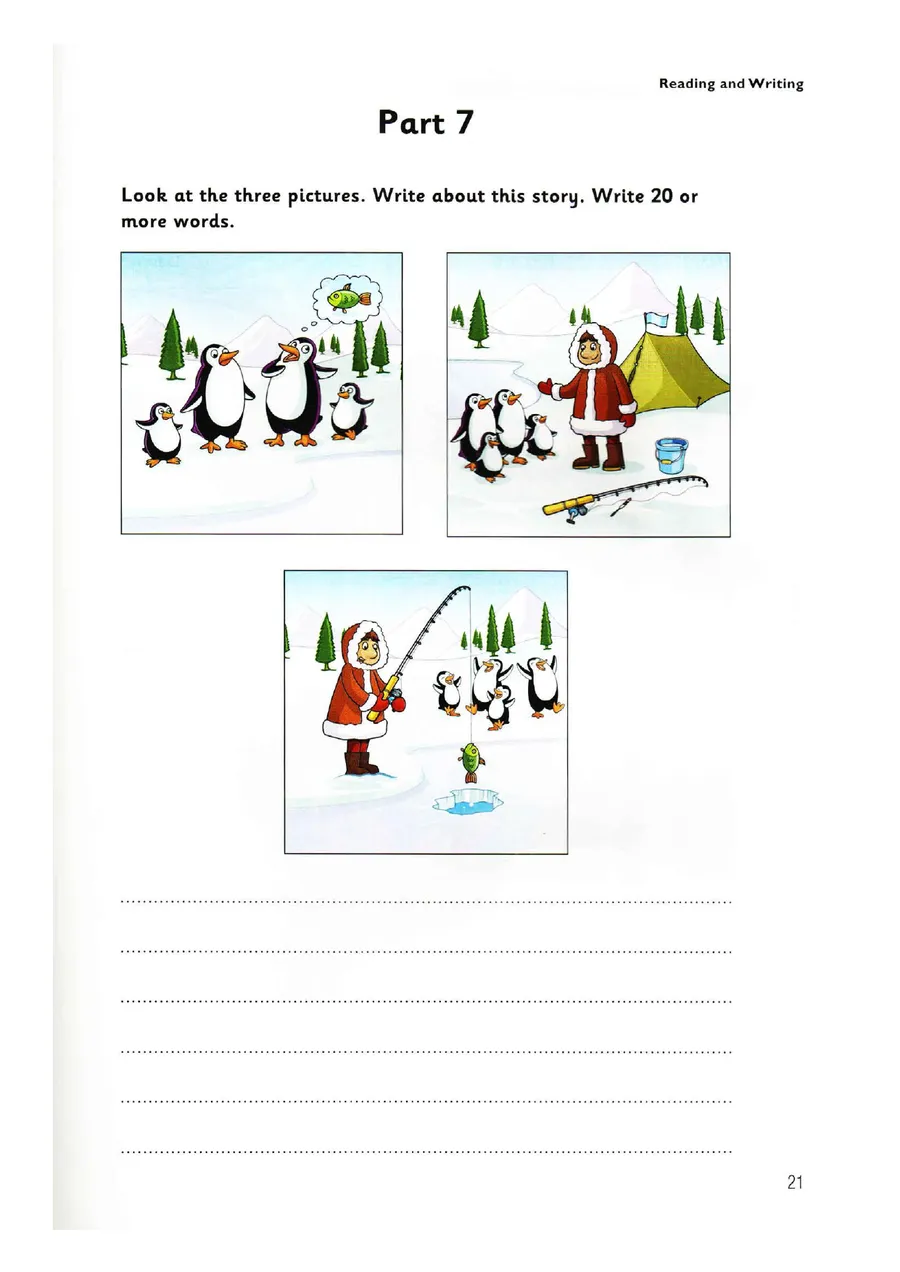 Reading and Writing
Part 7
Look at the three pictures. Write about this story. Write 20 or
more words.
21